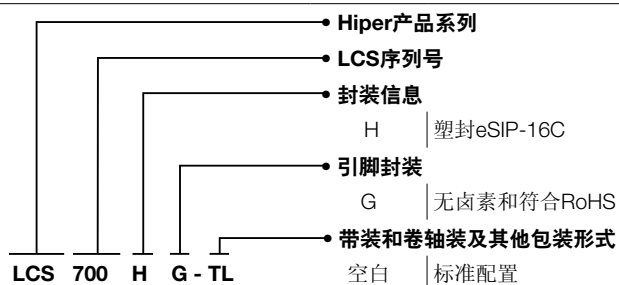 Hiper产品系列
LCS序列号
封装信息
H 塑封eSIP-16C
引脚封装
G 无卤素和符合RoHS
带装和卷轴装及其他包装形式
LCS 700 H G - TL 空白 标准配置